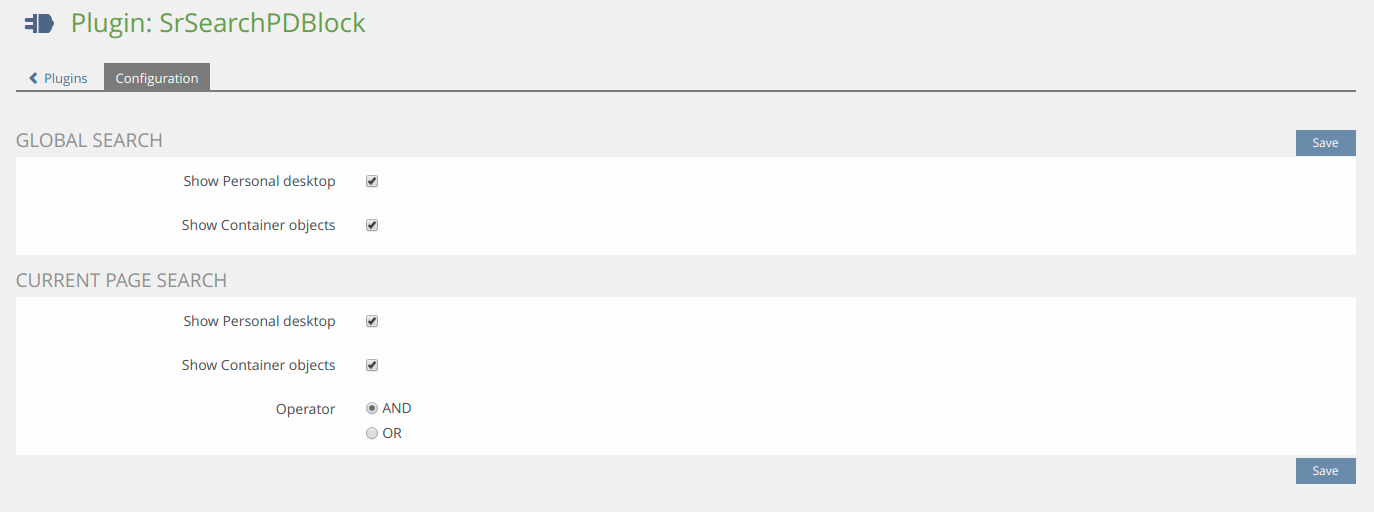 Plugin: SrSearchPDBlock
Plugins Configuration
GLOBAL SEARCH Save
Show Personal desktop
Show Container objects
CURRENT PAGE SEARCH
Show Personal desktop
Show Container objects
Operator AND
OR
Save